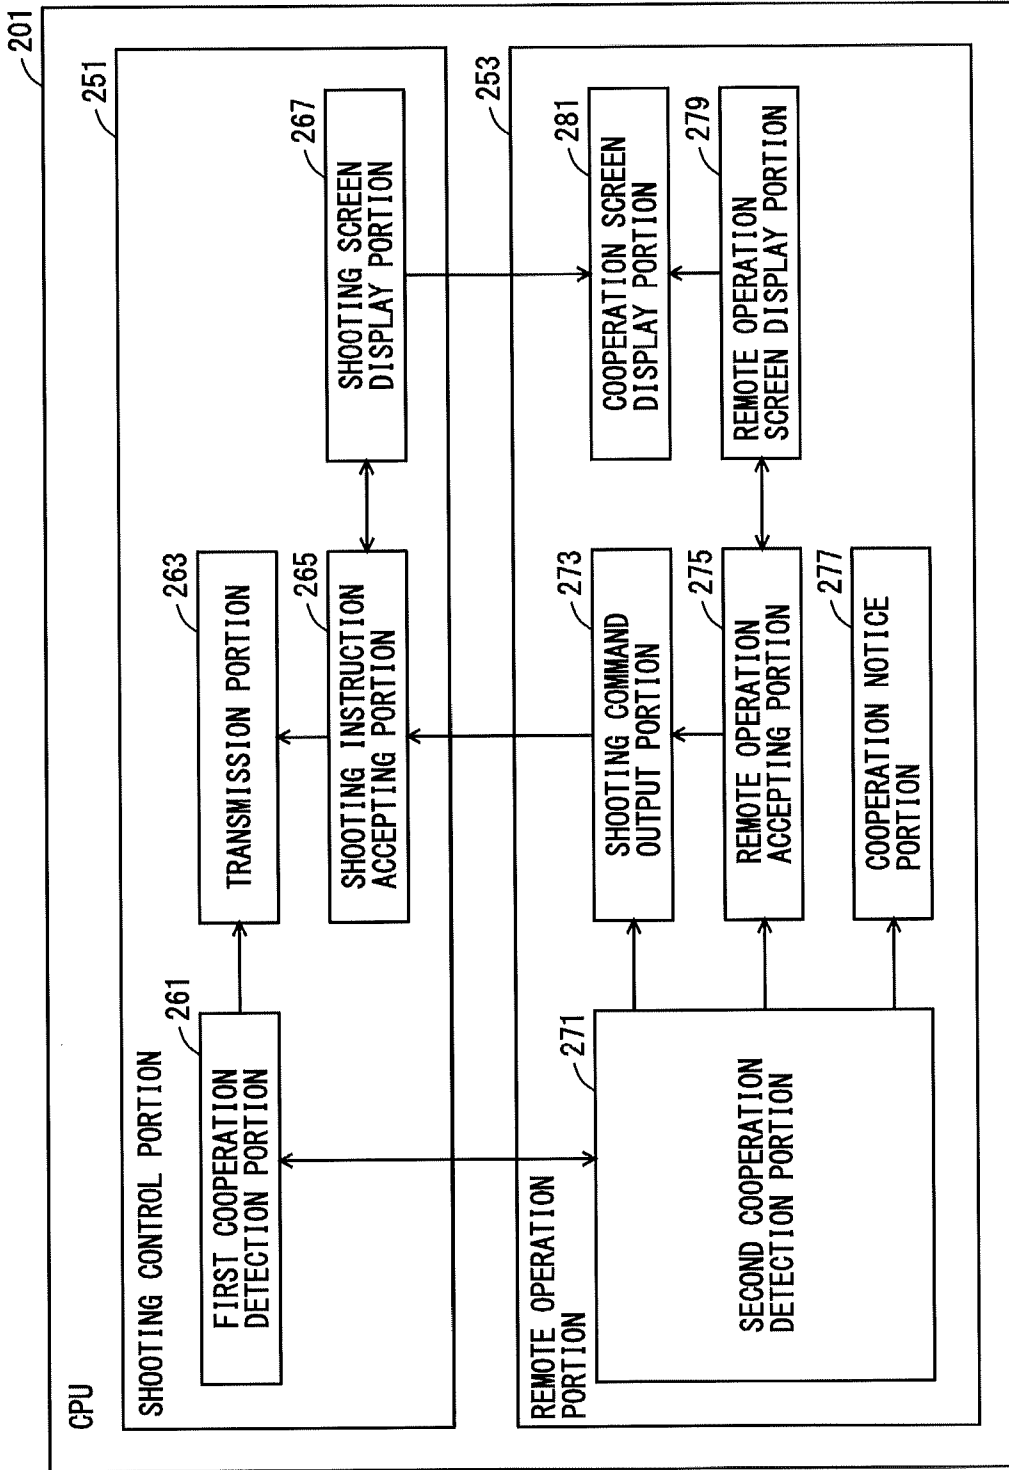 201
CPU
251
SHOOTING CONTROL PORTION
261
FIRST COOPERATION
DETECTION PORTION
263
TRANSMISSION PORTION
265
SHOOTING INSTRUCTION
ACCEPTING PORTION
267
SHOOTING SCREEN
DISPLAY PORTION
253
REMOTE OPERATION
PORTION
271
SECOND COOPERATION
DETECTION PORTION
273
SHOOTING COMMAND
OUTPUT PORTION
275
REMOTE OPERATION
ACCEPTING PORTION
277
COOPERATION NOTICE
PORTION
281
COOPERATION SCREEN
DISPLAY PORTION
279
REMOTE OPERATION
SCREEN DISPLAY PORTION